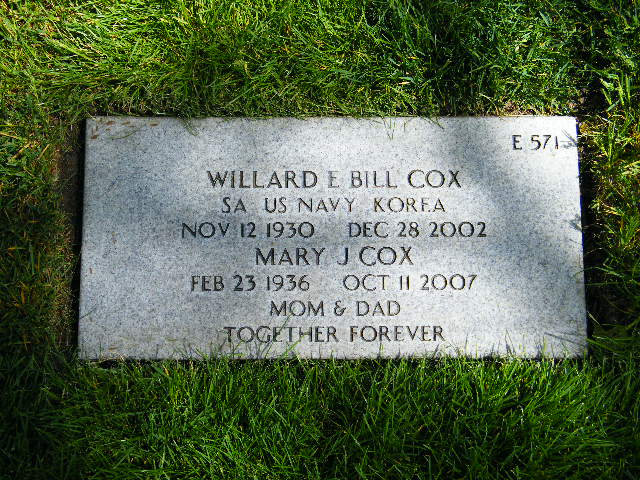 E 571
WILLARD E BILL COX
SA US NAVY KOREA
NOV 12 1930 DEC 28 2002
MARY J COX
FEB 23 1936 OCT 11 2007
MOM & DAD
TOGETHER FOREVER